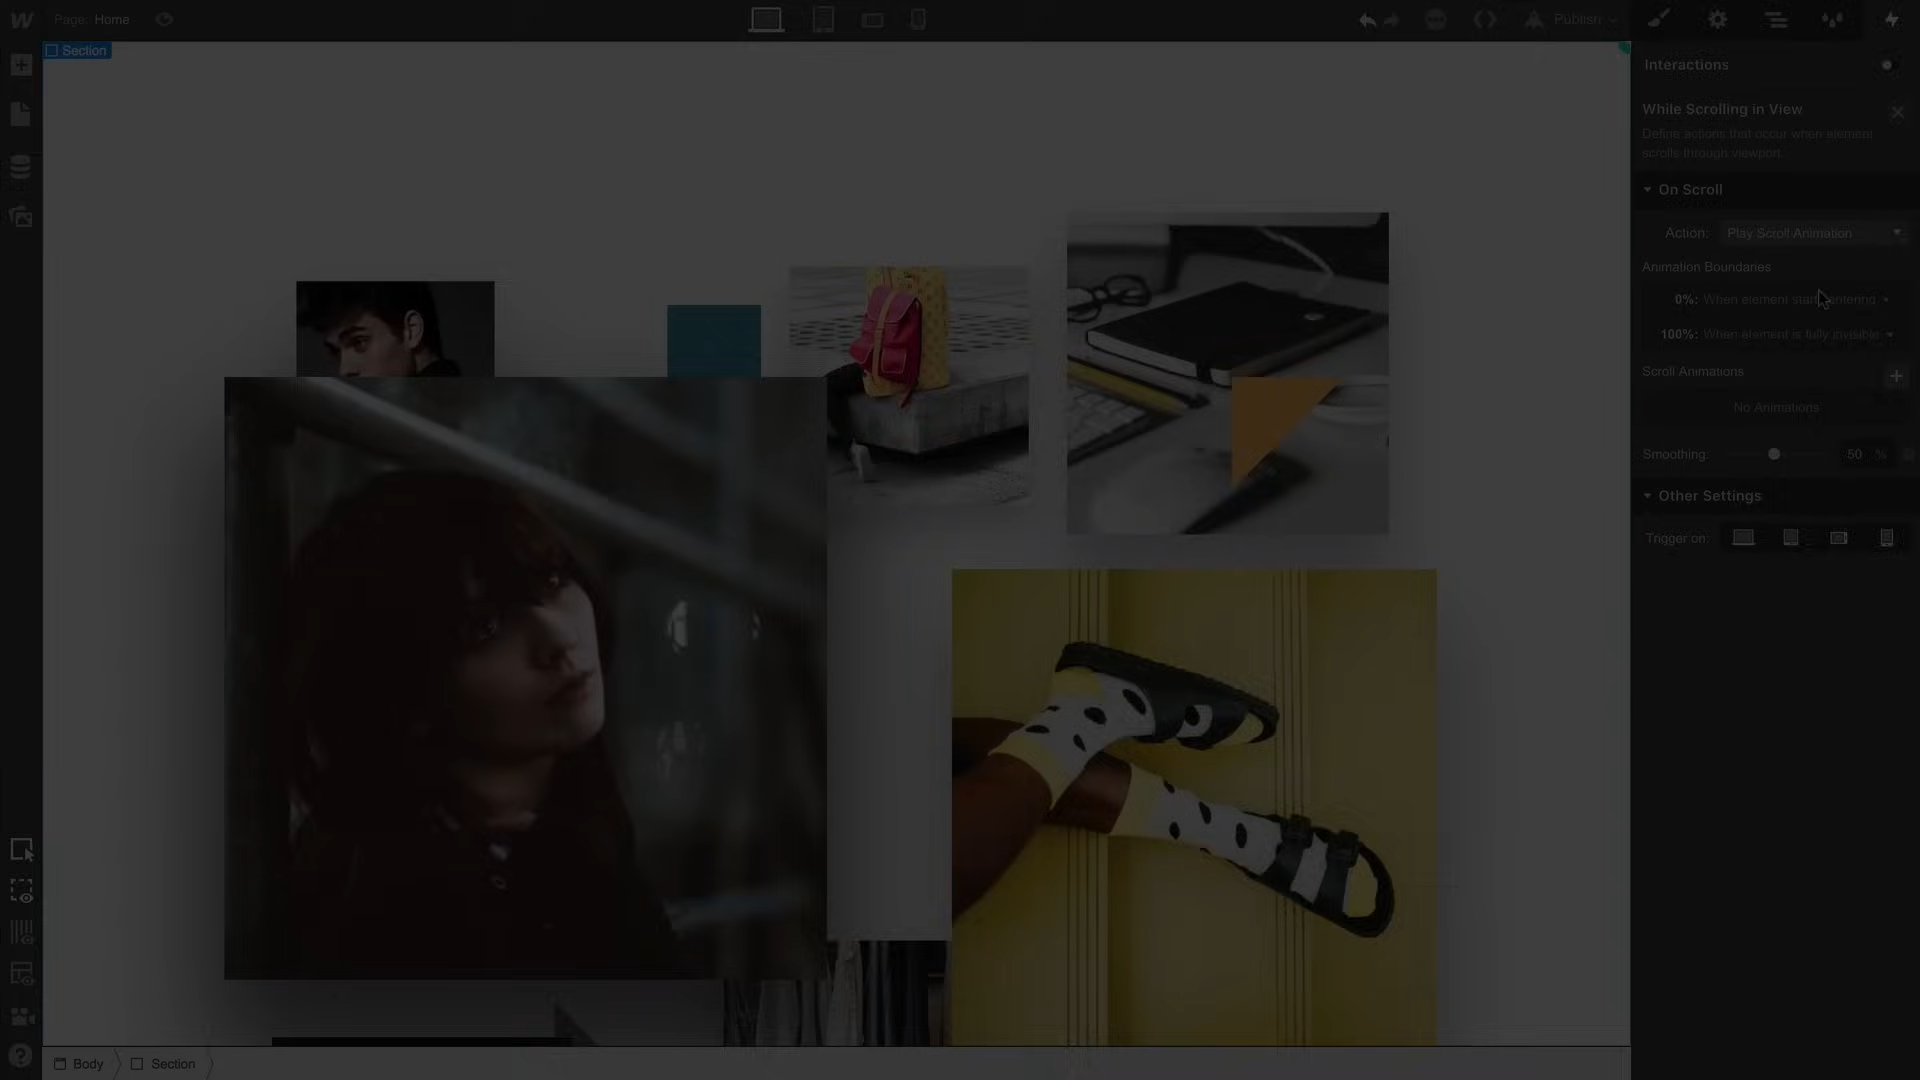 Page: Home
Publish
Section
Interactions
While Scrolling in View
Define actions that occur when element
scrolls through viewport.
On Scroll
Action: Play Scroll Animation
Animation Boundaries
0%: When element starts entering
100%: When element is fully invisible
Scroll Animations
No Animations
Smoothing: 50 %
Other Settings
Trigger on:
Body Section